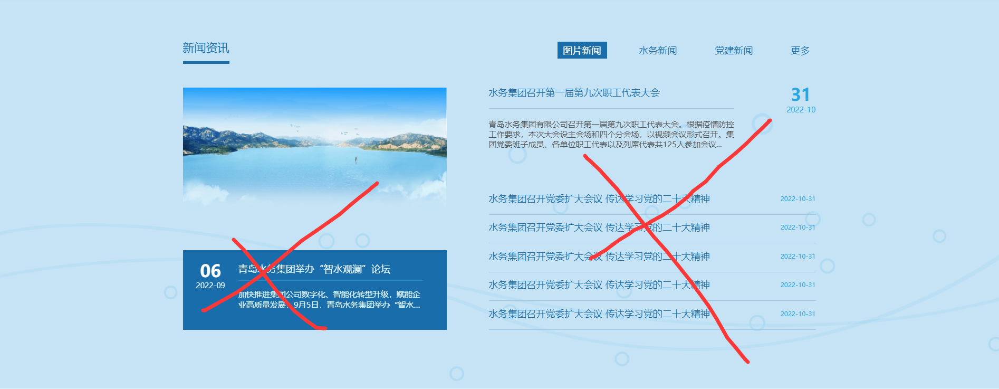 新闻资讯
图片新闻 水务新闻 党建新闻 更多
06
2022-09
青岛水务集团举办“智水观澜”论坛
加快推进集团公司数字化、智能化转型升级，赋能企
业高质量发展，9月5日，青岛水务集团举办“智水...
水务集团召开第一届第九次职工代表大会
31
2022-10
青岛水务集团有限公司召开第一届第九次职工代表大会。根据疫情防控
工作要求，本次大会设主会场和四个分会场，以视频会议形式召开。集
团党委班子成员、各单位职工代表以及列席代表共125人参加会议...
水务集团召开党委扩大会议 传达学习党的二十大精神 2022-10-31
水务集团召开党委扩大会议 传达学习党的二十大精神 2022-10-31
水务集团召开党委扩大会议 传达学习党的二十大精神 2022-10-31
水务集团召开党委扩大会议 传达学习党的二十大精神 2022-10-31
水务集团召开党委扩大会议 传达学习党的二十大精神 2022-10-31